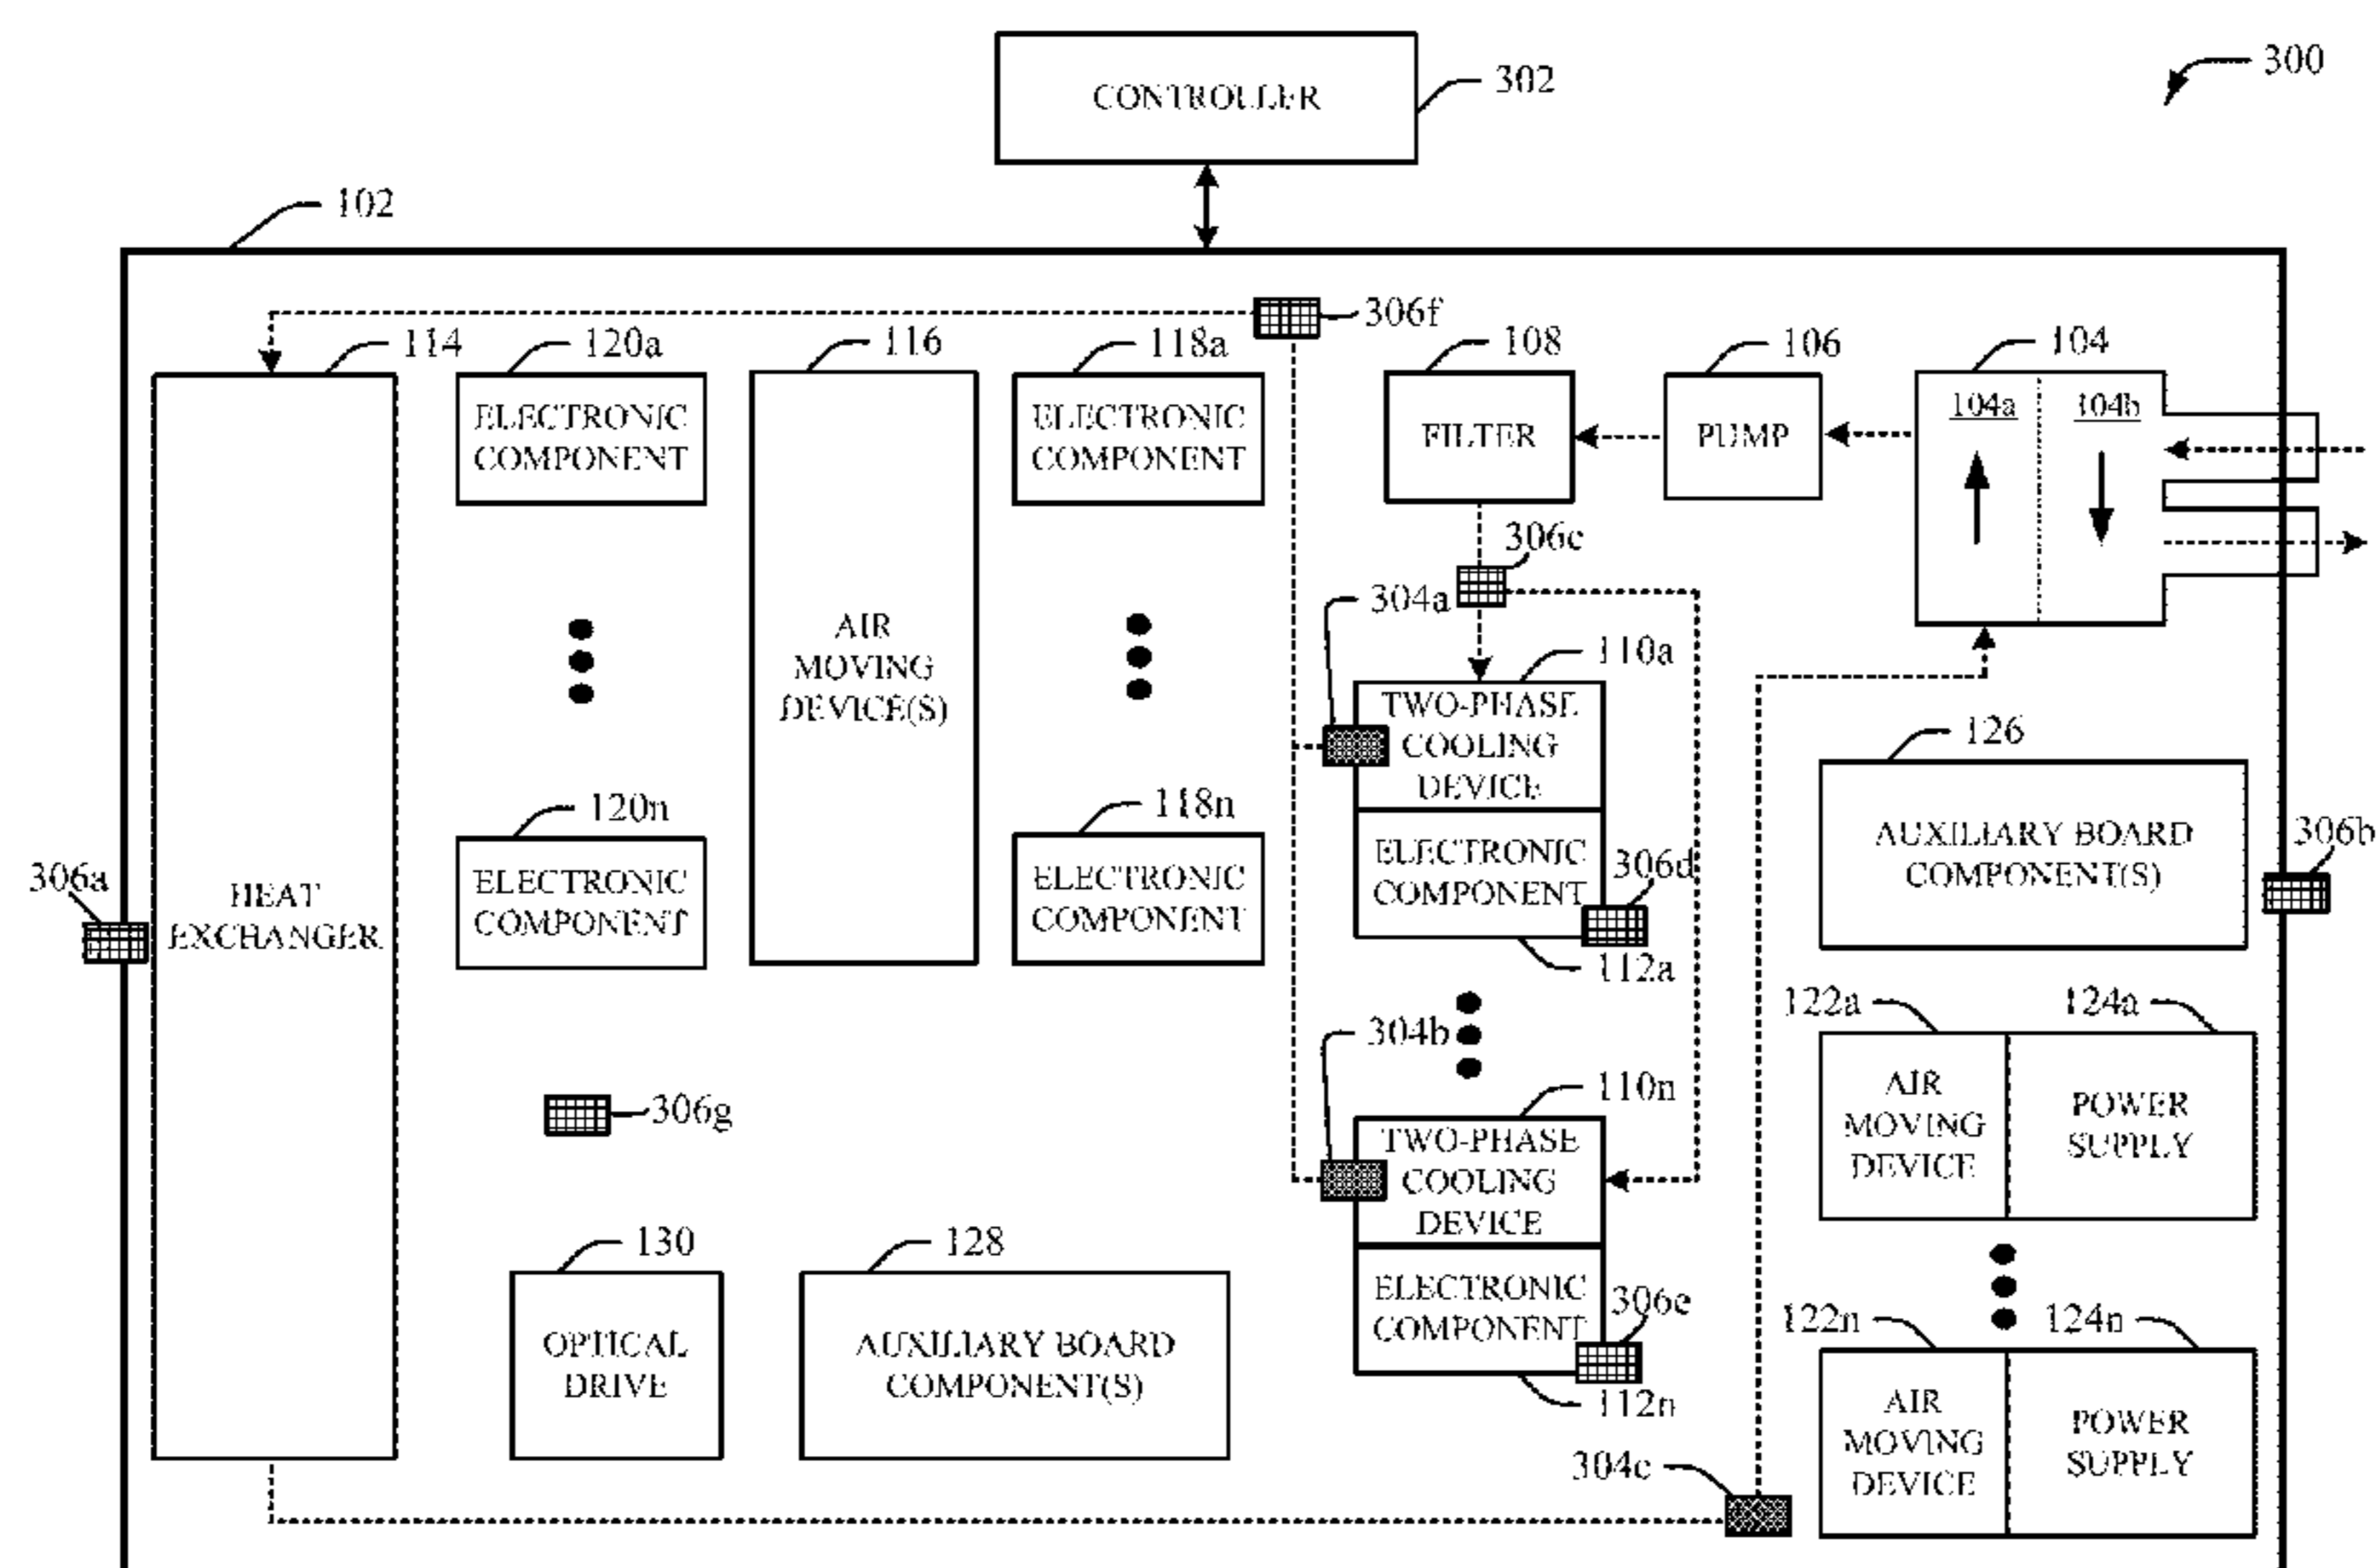 CONTROLLER
302
300
102
306f
114
120a
116
118a
108
106
104
ELECTRONIC
COMPONENT
ELECTRONIC
COMPONENT
FILTER
PUMP
104a
104b
306c
304a
AIR
MOVING
DEVICE(S)
110a
TWO-PHASE
COOLING
DEVICE
126
120n
118n
AUXILIARY BOARD
COMPONENT(S)
306b
306a
HEAT
EXCHANGER
ELECTRONIC
COMPONENT
ELECTRONIC
COMPONENT
ELECTRONIC
COMPONENT
306d
112a
122a
124a
304b
110n
306g
TWO-PHASE
COOLING
DEVICE
AIR
MOVING
DEVICE
POWER
SUPPLY
130
128
OPTICAL
DRIVE
AUXILIARY BOARD
COMPONENT(S)
ELECTRONIC
COMPONENT
306e
112n
122n
124n
304c
AIR
MOVING
DEVICE
POWER
SUPPLY